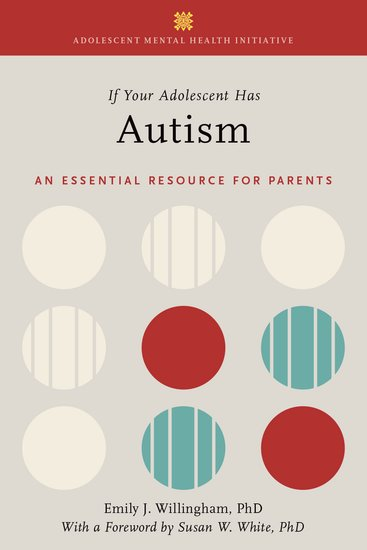 ADOLESCENT MENTAL HEALTH INITIATIVE
If Your Adolescent Has
Autism
AN ESSENTIAL RESOURCE FOR PARENTS
Emily J. Willingham, PhD
With a Foreword by Susan W. White, PhD